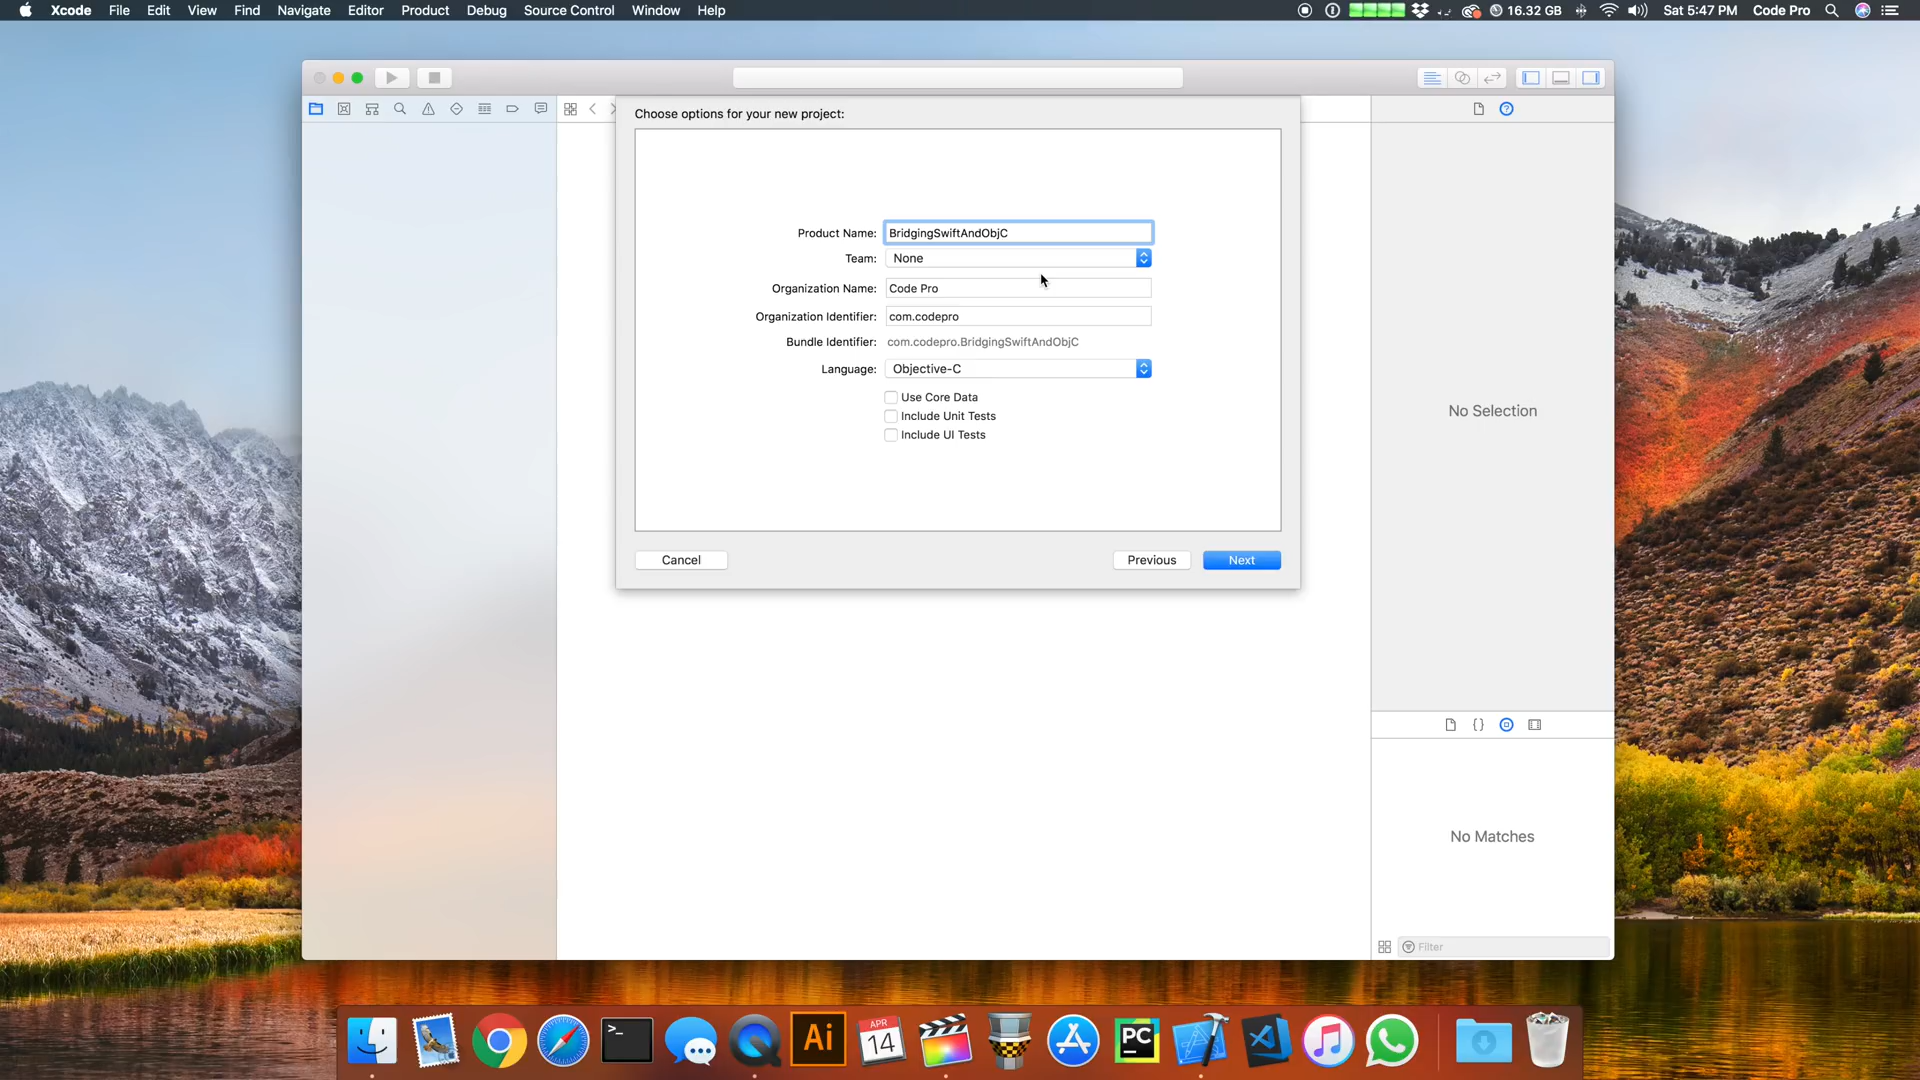 Xcode File Edit View Find Navigate Editor Product Debug Source Control Window Help 16.32 GB Sat 5:47 PM Code Pro
Choose options for your new project:
Product Name: BridgingSwiftAndObjC
Team: None
Organization Name: Code Pro
Organization Identifier: com.codepro
Bundle Identifier: com.codepro.BridgingSwiftAndObjC
Language: Objective-C
Use Core Data
Include Unit Tests
Include UI Tests
Cancel Previous Next
No Selection
{ }
No Matches
Filter
>_
Ai
APR
14
PC